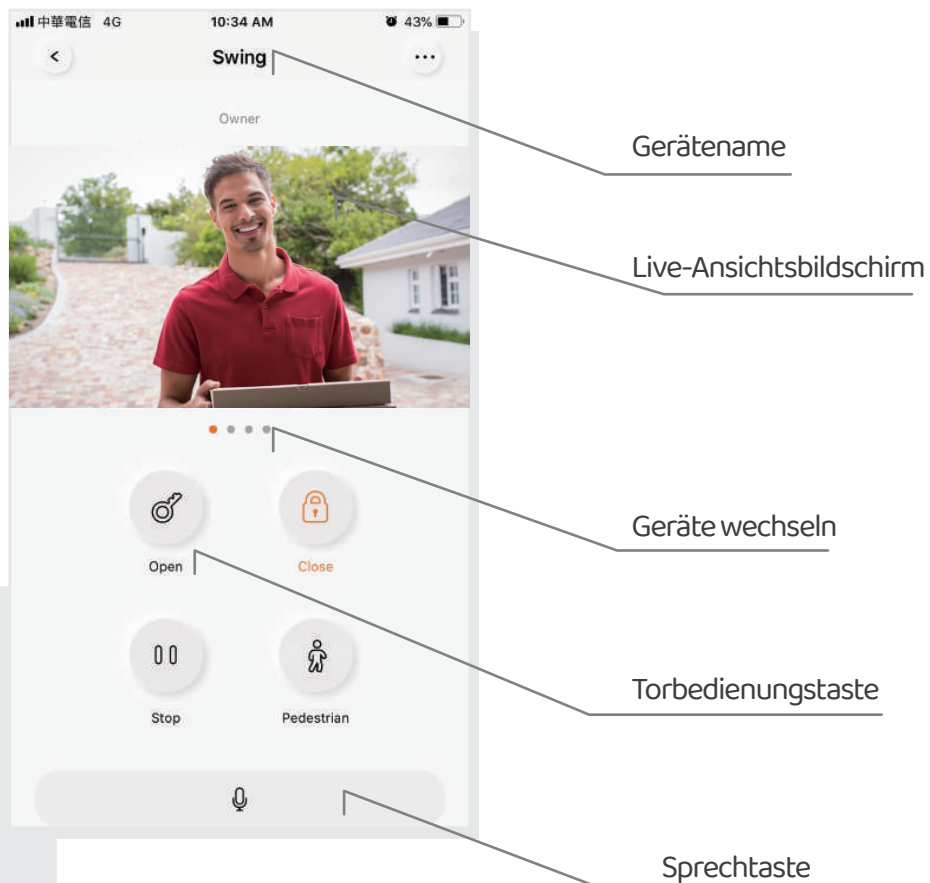 中華電信 4G 10:34 AM 43%
Swing
Owner
Gerätename
Live-Ansichtsbildschirm
Geräte wechseln
Open Close
Torbedienungstaste
Stop Pedestrian
Sprechtaste